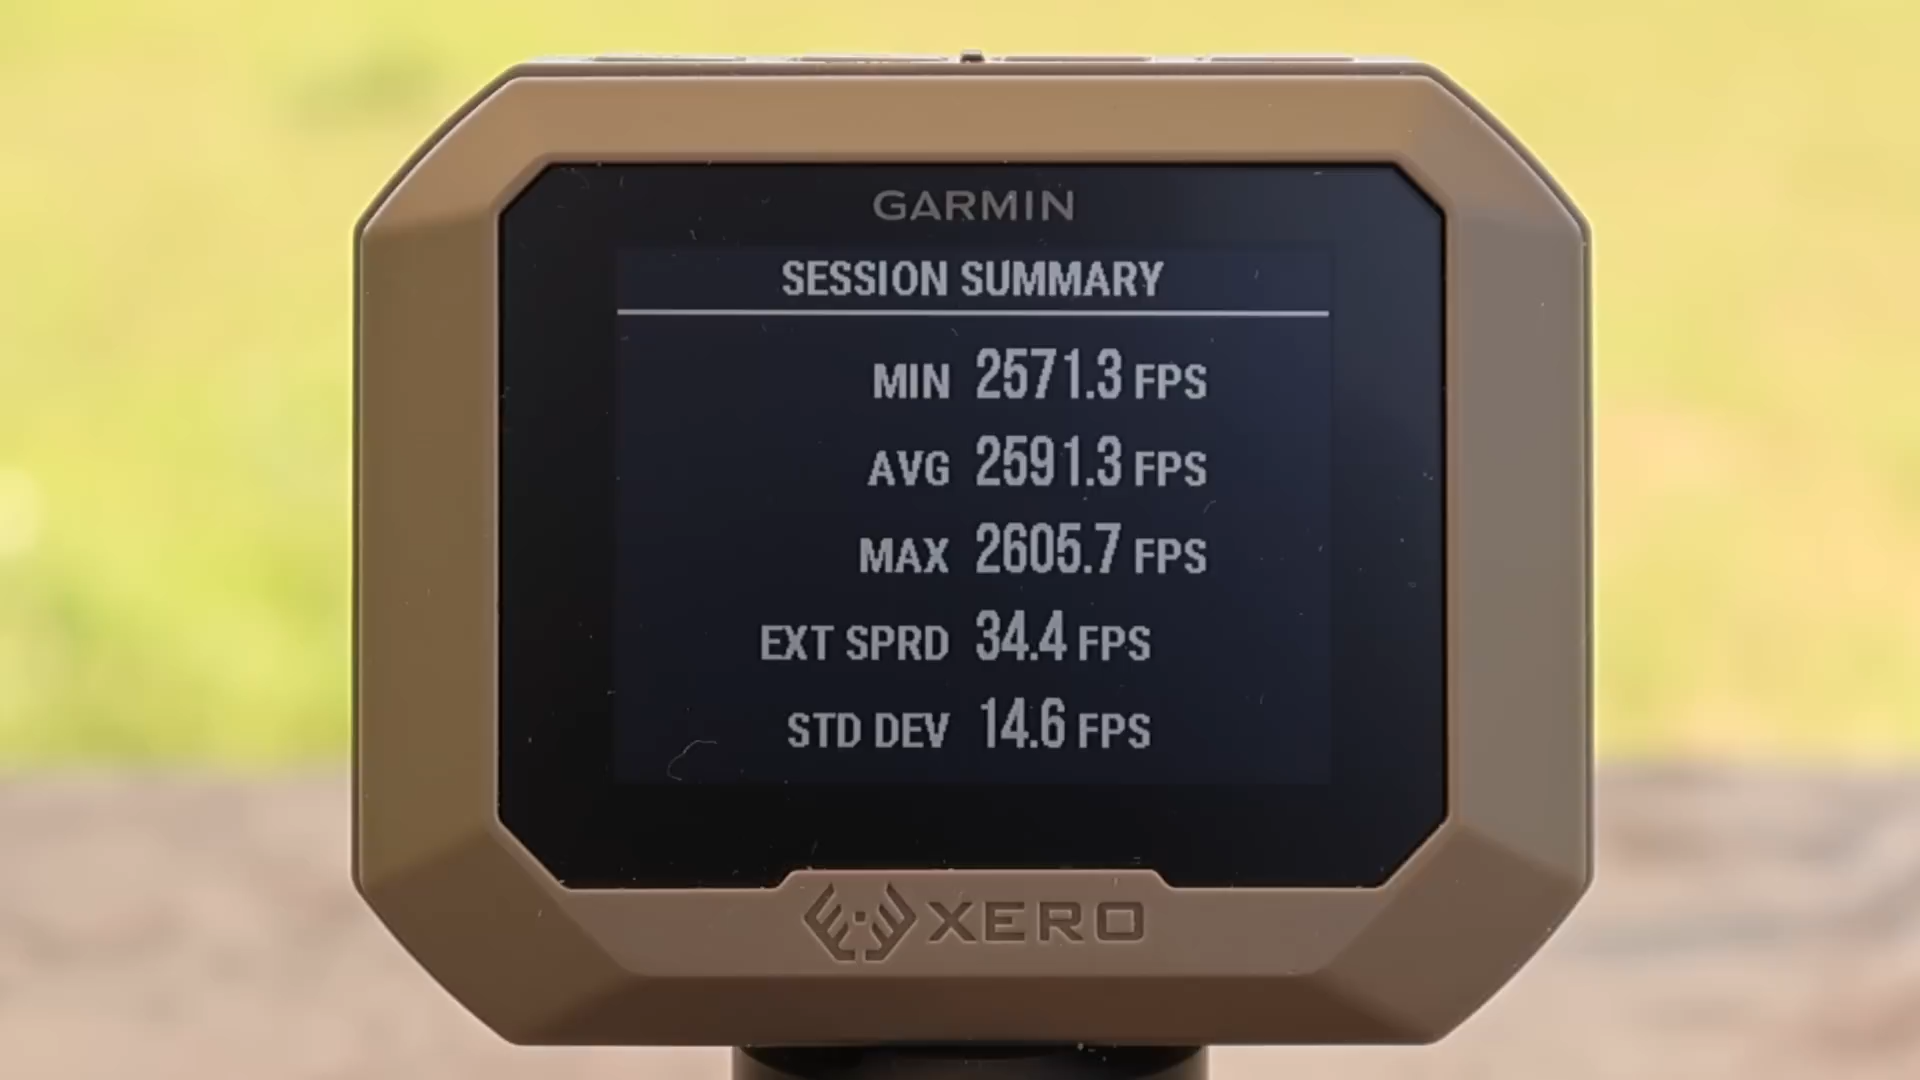 GARMIN
SESSION SUMMARY
MIN 2571.3 FPS
AVG 2591.3 FPS
MAX 2605.7 FPS
EXT SPRD 34.4 FPS
STD DEV 14.6 FPS
XERO